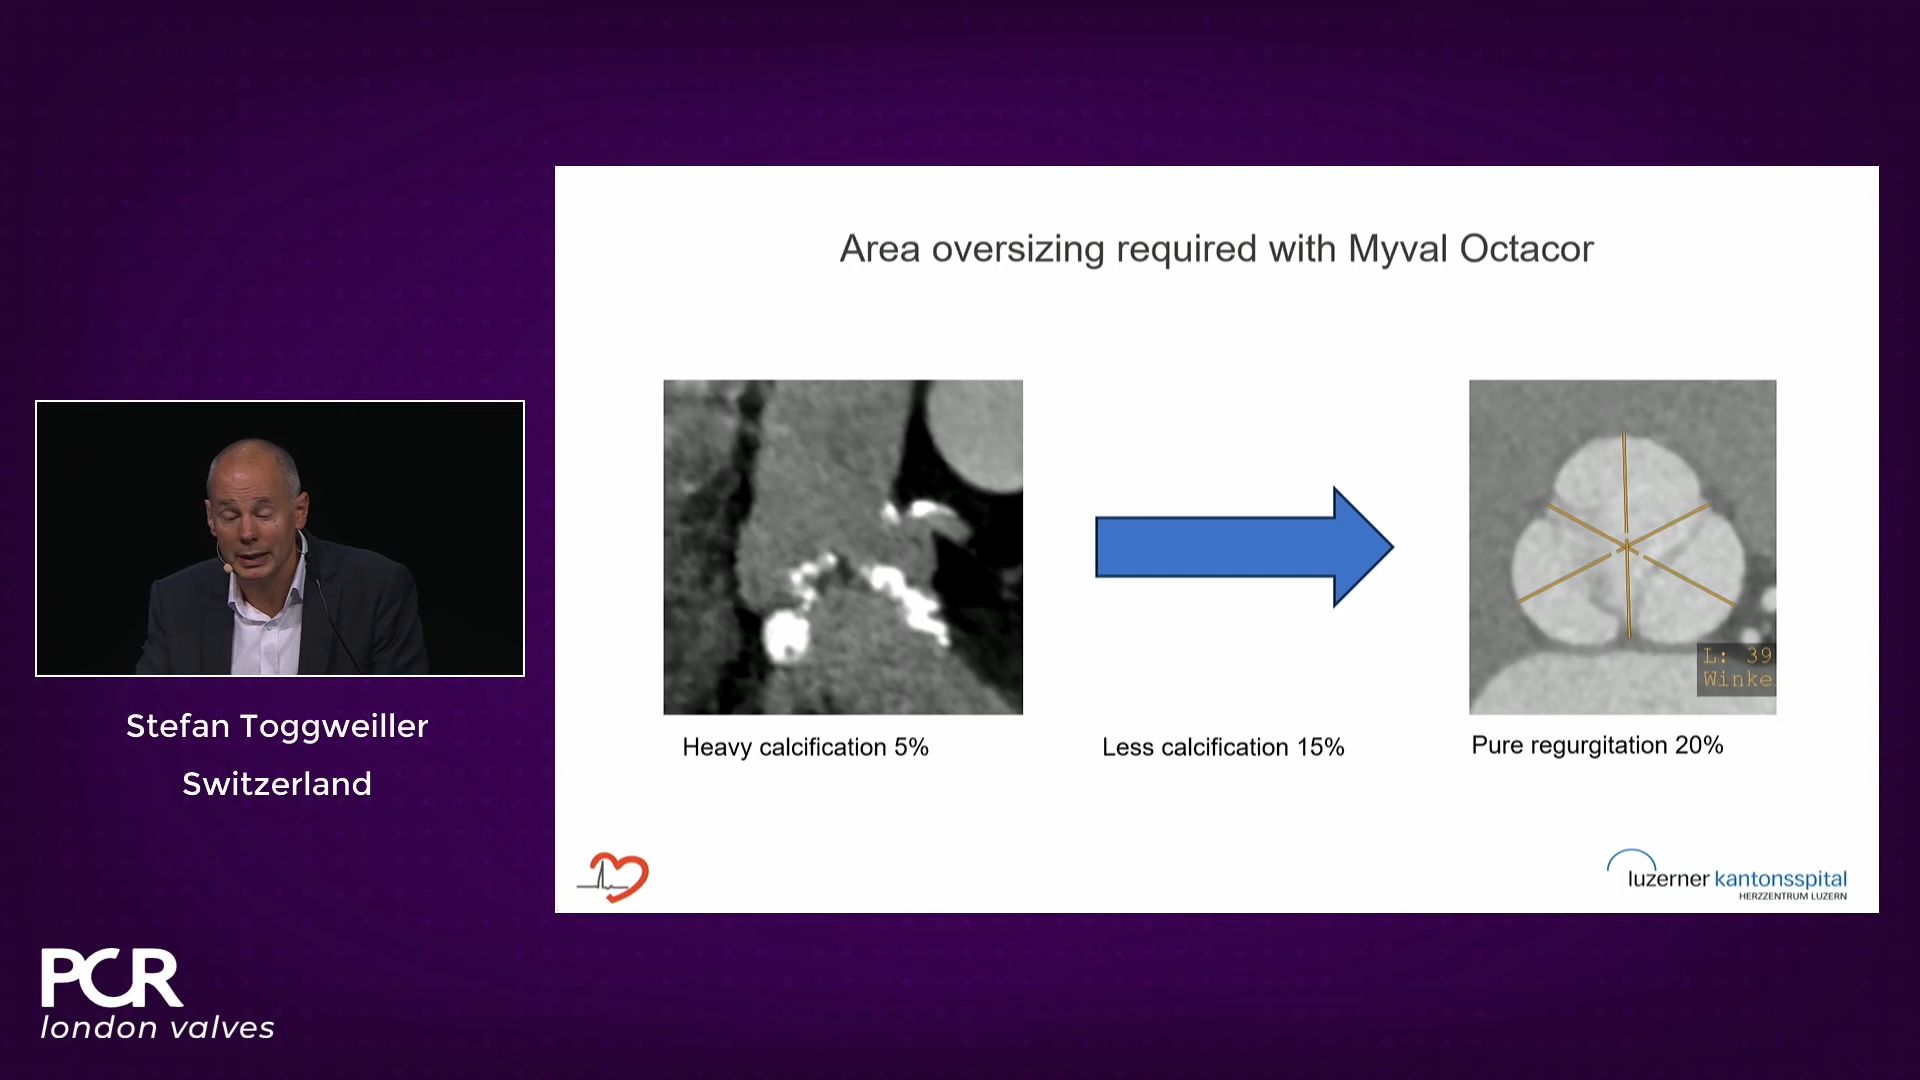 Area oversizing required with Myval Octacor
L: 39
Winke
Heavy calcification 5%
Less calcification 15%
Pure regurgitation 20%
luzerner kantonsspital
HERZZENTRUM LUZERN
Stefan Toggweiller
Switzerland
PCR
london valves